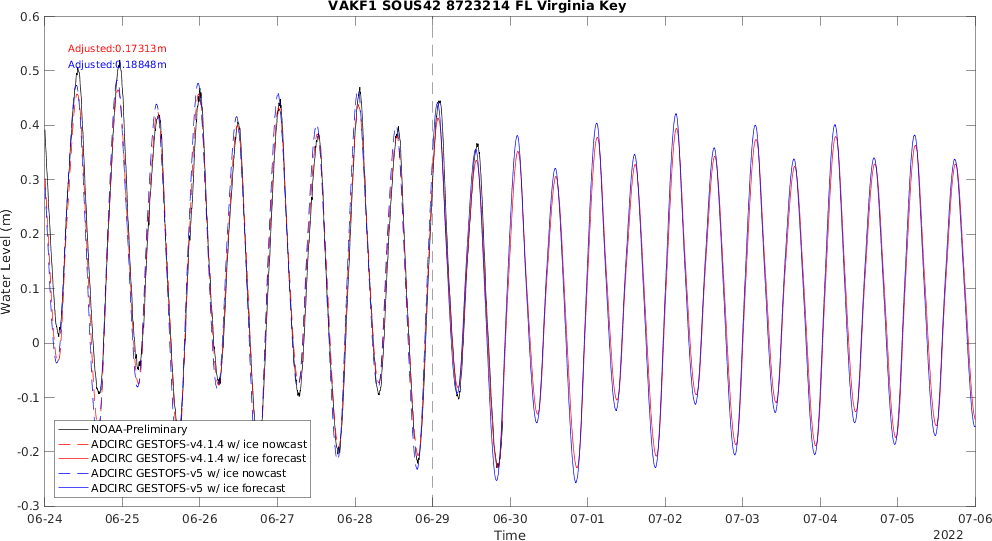 VAKF1 SOUS42 8723214 FL Virginia Key
0.6
0.5
0.4
0.3
0.2
0.1
0
-0.1
-0.2
-0.3
Water Level (m)
Adjusted:0.17313m
Adjusted:0.18848m
NOAA-Preliminary
ADCIRC GESTOFS-v4.1.4 w/ ice nowcast
ADCIRC GESTOFS-v4.1.4 w/ ice forecast
ADCIRC GESTOFS-v5 w/ ice nowcast
ADCIRC GESTOFS-v5 w/ ice forecast
06-24 06-25 06-26 06-27 06-28 06-29 06-30 07-01 07-02 07-03 07-04 07-05 07-06
Time
2022